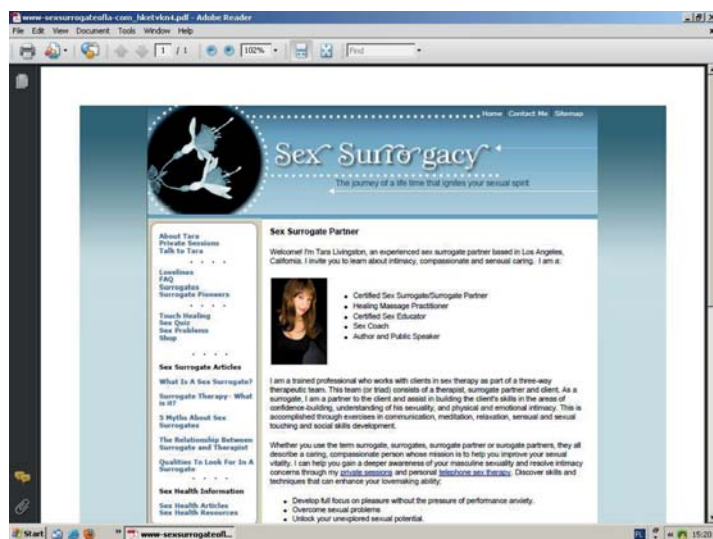 www-sexsurrogateofla-com_hketvkn4.pdf - Adobe Reader
File Edit View Document Tools Window Help
1 / 1 102% Find
Home Contact Me Sitemap
Sex Surrogacy
The journey of a life time that ignites your sexual spirit
About Tara
Private Sessions
Talk to Tara
Lovelines
FAQ
Surrogates
Surrogate Pioneers
Touch Healing
Sex Quiz
Sex Problems
Shop
Sex Surrogate Articles
What Is A Sex Surrogate?
Surrogate Therapy- What
is it?
5 Myths About Sex
Surrogates
The Relationship Between
Surrogate and Therapist
Qualities To Look For In A
Surrogate
Sex Health Information
Sex Health Articles
Sex Health Resources
Sex Surrogate Partner
Welcome! I'm Tara Livingston, an experienced sex surrogate partner based in Los Angeles,
California. I invite you to learn about intimacy, compassionate and sensual caring. I am a:
Certified Sex Surrogate/Surrogate Partner
Healing Massage Practitioner
Certified Sex Educator
Sex Coach
Author and Public Speaker
I am a trained professional who works with clients in sex therapy as part of a three-way
therapeutic team. This team (or triad) consists of a therapist, surrogate partner and client. As a
surrogate, I am a partner to the client and assist in building the client's skills in the areas of
confidence-building, understanding of his sexuality, and physical and emotional intimacy. This is
accomplished through exercises in communication, meditation, relaxation, sensual and sexual
touching and social skills development.
Whether you use the term surrogate, surrogates, surrogate partner or surogate partners, they all
describe a caring, compassionate person whose mission is to help you improve your sexual
vitality. I can help you gain a deeper awareness of your masculine sexuality and resolve intimacy
concerns through my private sessions and personal telephone sex therapy. Discover skills and
techniques that can enhance your lovemaking ability:
Develop full focus on pleasure without the pressure of performance anxiety.
Overcome sexual problems
Unlock your unexplored sexual potential.
Start www-sexsurrogateofl... PL 15:20